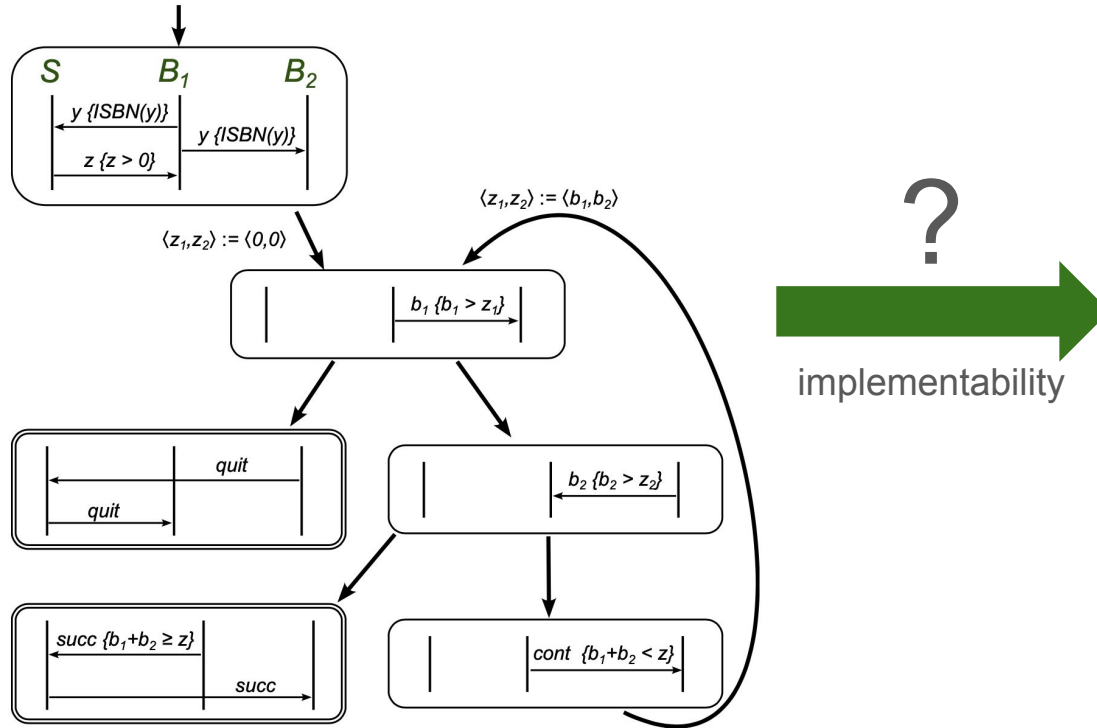 S B₁ B₂
y {ISBN(y)}
y {ISBN(y)}
z {z > 0}
⟨z₁,z₂⟩ := ⟨b₁,b₂⟩
?
⟨z₁,z₂⟩ := ⟨0,0⟩
b₁ {b₁ > z₁}
implementability
quit
b₂ {b₂ > z₂}
quit
succ {b₁+b₂ ≥ z}
cont {b₁+b₂ < z}
succ